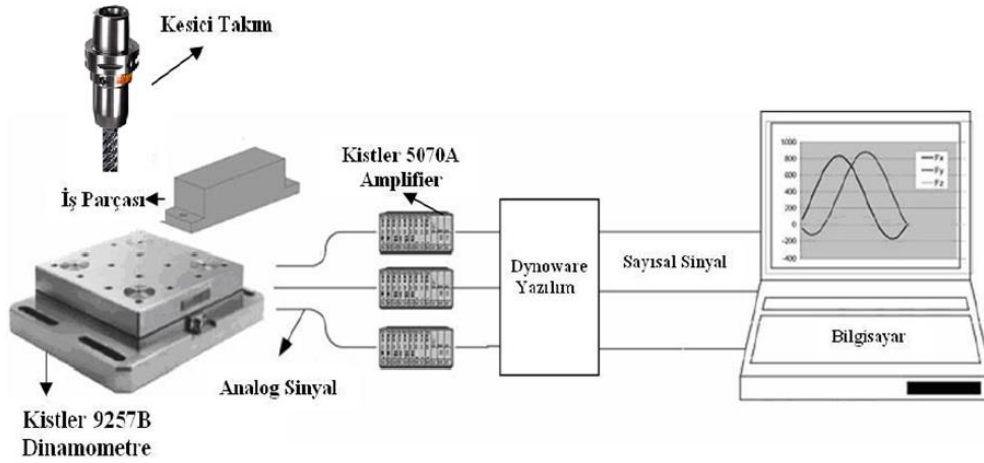 Kesici Takım
Kistler 5070A
Amplifier
İş Parçası
1000
800
600
400
200
0
-200
-400
Fx
Fy
Fz
Dynoware
Yazılım
Sayısal Sinyal
Bilgisayar
Analog Sinyal
Kistler 9257B
Dinamometre